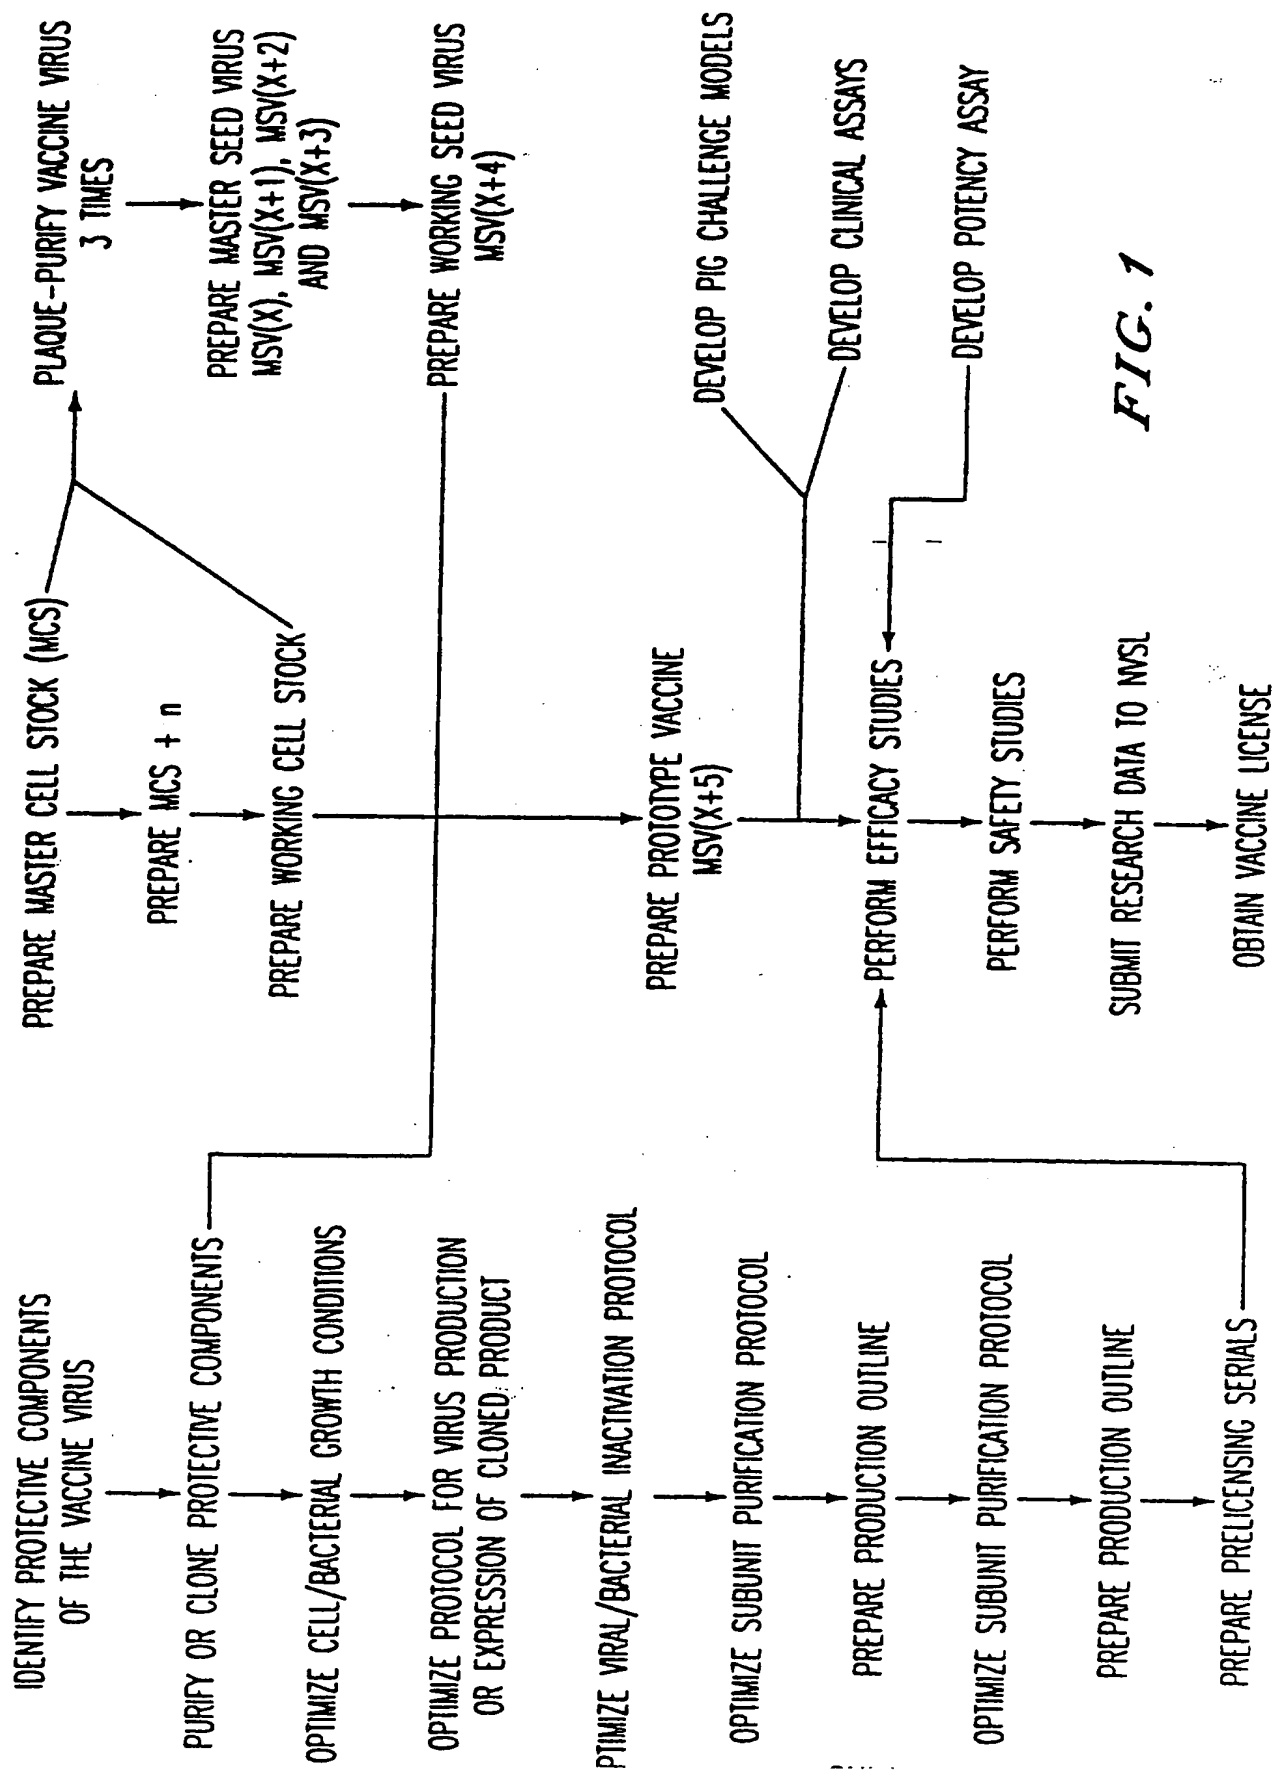 IDENTIFY PROTECTIVE COMPONENTS
OF THE VACCINE VIRUS
PURIFY OR CLONE PROTECTIVE COMPONENTS
OPTIMIZE CELL/BACTERIAL GROWTH CONDITIONS
OPTIMIZE PROTOCOL FOR VIRUS PRODUCTION
OR EXPRESSION OF CLONED PRODUCT
PTIMIZE VIRAL/BACTERIAL INACTIVATION PROTOCOL
OPTIMIZE SUBUNIT PURIFICATION PROTOCOL
PREPARE PRODUCTION OUTLINE
OPTIMIZE SUBUNIT PURIFICATION PROTOCOL
PREPARE PRODUCTION OUTLINE
PREPARE PRELICENSING SERIALS
PREPARE MASTER CELL STOCK (MCS)
PREPARE MCS + n
PREPARE WORKING CELL STOCK
PREPARE PROTOTYPE VACCINE
MSV(X+5)
PERFORM EFFICACY STUDIES
PERFORM SAFETY STUDIES
SUBMIT RESEARCH DATA TO NVSL
OBTAIN VACCINE LICENSE
PLAQUE-PURIFY VACCINE VIRUS
3 TIMES
PREPARE MASTER SEED VIRUS
MSV(X), MSV(X+1), MSV(X+2)
AND MSV(X+3)
PREPARE WORKING SEED VIRUS
MSV(X+4)
DEVELOP PIG CHALLENGE MODELS
DEVELOP CLINICAL ASSAYS
DEVELOP POTENCY ASSAY
FIG. 1